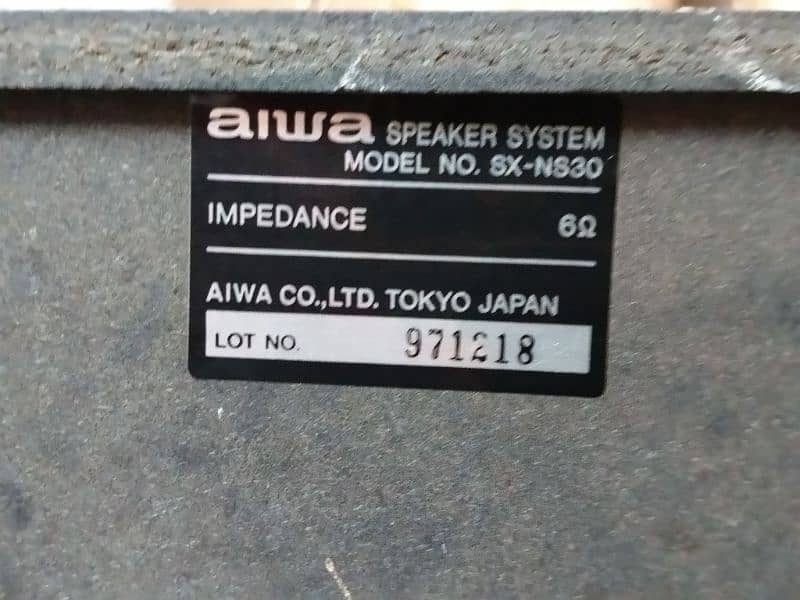 aiwa SPEAKER SYSTEM
MODEL NO. SX-NS30
IMPEDANCE 6Ω
AIWA CO.,LTD. TOKYO JAPAN
LOT NO. 971218